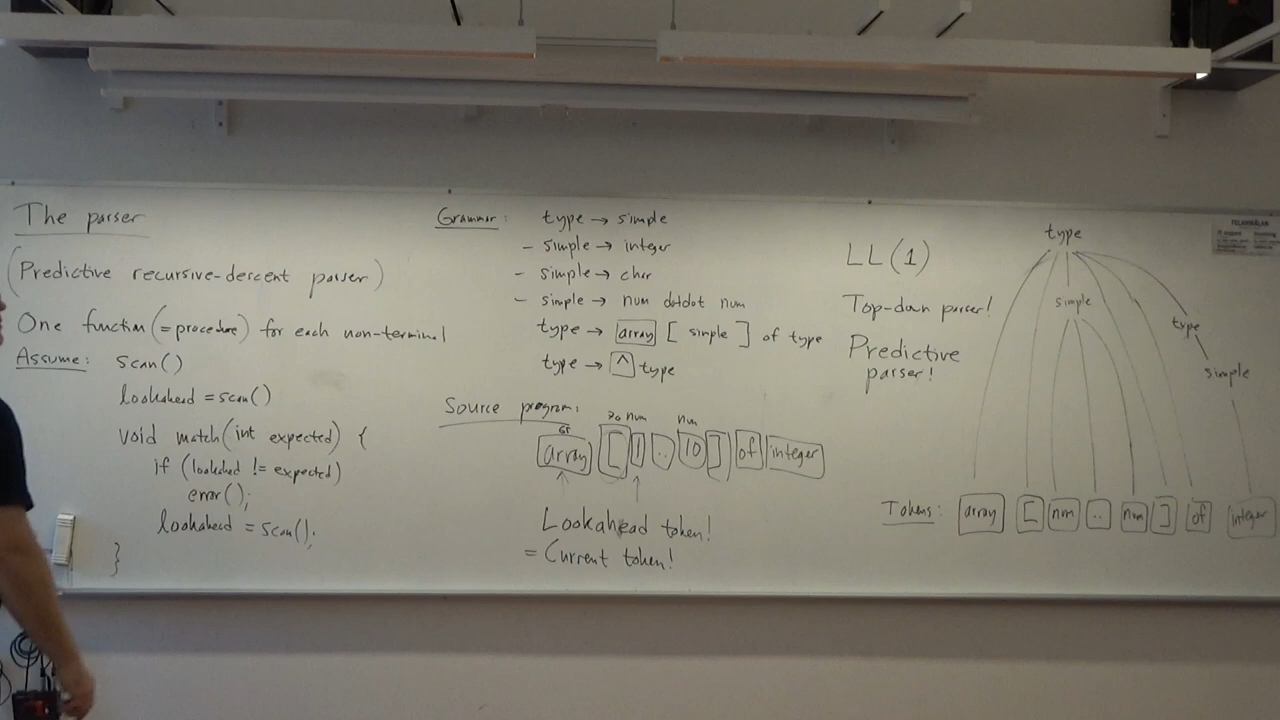 The parser
(Predictive recursive-descent parser)
One function (= procedure) for each non-terminal
Assume: scan()
lookahead = scan()
void match(int expected) {
if (lookahead != expected)
error();
lookahead = scan();
}
Grammar: type → simple
- simple → integer
- simple → char
- simple → num dotdot num
type → array [ simple ] of type
type → ^ type
Source program:
num num
array [ 1 .. 10 ] of integer
Lookahead token!
= Current token!
LL(1)
Top-down parser!
Predictive
parser!
type
simple type
simple
Tokens: array [ num .. num ] of integer